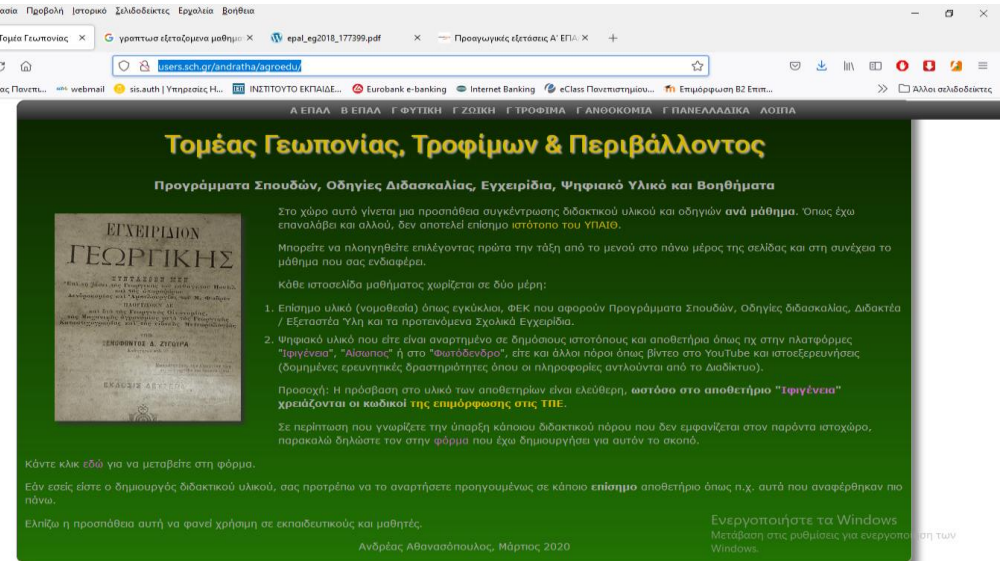 ασία Προβολή Ιστορικό Σελιδοδείκτες Εργαλεία Βοήθεια
Τομέα Γεωπονίας
γραπτωσ εξεταζομενα μαθημα
epal_eg2018_177399.pdf
Προαγωγικές εξετάσεις Α' ΕΠΑ
users.sch.gr/andratha/agroedu/
ας Πανεπι... webmail sis.auth | Υπηρεσίες Η... ΙΝΣΤΙΤΟΥΤΟ ΕΚΠΑΙΔΕ... Eurobank e-banking Internet Banking eClass Πανεπιστημίου... Επιμόρφωση Β2 Επιπ... Άλλοι σελιδοδείκτες
Α ΕΠΑΛ Β ΕΠΑΛ Γ ΦΥΤΙΚΗ Γ ΖΩΙΚΗ Γ ΤΡΟΦΙΜΑ Γ ΑΝΘΟΚΟΜΙΑ Γ ΠΑΝΕΛΛΑΔΙΚΑ ΛΟΙΠΑ
Τομέας Γεωπονίας, Τροφίμων & Περιβάλλοντος
Προγράμματα Σπουδών, Οδηγίες Διδασκαλίας, Εγχειρίδια, Ψηφιακό Υλικό και Βοηθήματα
ΕΓΧΕΙΡΙΔΙΟΝ
ΓΕΩΡΓΙΚΗΣ
Στο χώρο αυτό γίνεται μια προσπάθεια συγκέντρωσης διδακτικού υλικού και οδηγιών ανά μάθημα. Όπως έχω
επαναλάβει και αλλού, δεν αποτελεί επίσημο ιστότοπο του ΥΠΑΙΘ.
Μπορείτε να πλοηγηθείτε επιλέγοντας πρώτα την τάξη από το μενού στο πάνω μέρος της σελίδας και στη συνέχεια το
μάθημα που σας ενδιαφέρει.
Κάθε ιστοσελίδα μαθήματος χωρίζεται σε δύο μέρη:
1. Επίσημο υλικό (νομοθεσία) όπως εγκύκλιοι, ΦΕΚ που αφορούν Προγράμματα Σπουδών, Οδηγίες διδασκαλίας, Διδακτέα
/ Εξεταστέα Ύλη και τα προτεινόμενα Σχολικά Εγχειρίδια.
2. Ψηφιακό υλικό που είτε είναι αναρτημένο σε δημόσιους ιστοτόπους και αποθετήρια όπως πχ στην πλατφόρμες
"Ιφιγένεια", "Αίσωπος" ή στο "Φωτόδενδρο", είτε και άλλοι πόροι όπως βίντεο στο YouTube και ιστοεξερευνήσεις
(δομημένες ερευνητικές δραστηριότητες όπου οι πληροφορίες αντλούνται από το Διαδίκτυο).
Προσοχή: Η πρόσβαση στο υλικό των αποθετηρίων είναι ελεύθερη, ωστόσο στο αποθετήριο "Ιφιγένεια"
χρειάζονται οι κωδικοί της επιμόρφωσης στις ΤΠΕ.
Σε περίπτωση που γνωρίζετε την ύπαρξη κάποιου διδακτικού πόρου που δεν εμφανίζεται στον παρόντα ιστοχώρο,
παρακαλώ δηλώστε τον στην φόρμα που έχω δημιουργήσει για αυτόν το σκοπό.
Κάντε κλικ εδώ για να μεταβείτε στη φόρμα.
Εάν εσείς είστε ο δημιουργός διδακτικού υλικού, σας προτρέπω να το αναρτήσετε προηγουμένως σε κάποιο επίσημο αποθετήριο όπως π.χ. αυτά που αναφέρθηκαν πιο
πάνω.
Ελπίζω η προσπάθεια αυτή να φανεί χρήσιμη σε εκπαιδευτικούς και μαθητές.
Ανδρέας Αθανασόπουλος, Μάρτιος 2020
Ενεργοποιήστε τα Windows
Μετάβαση στις ρυθμίσεις για ενεργοποίηση των
Windows.